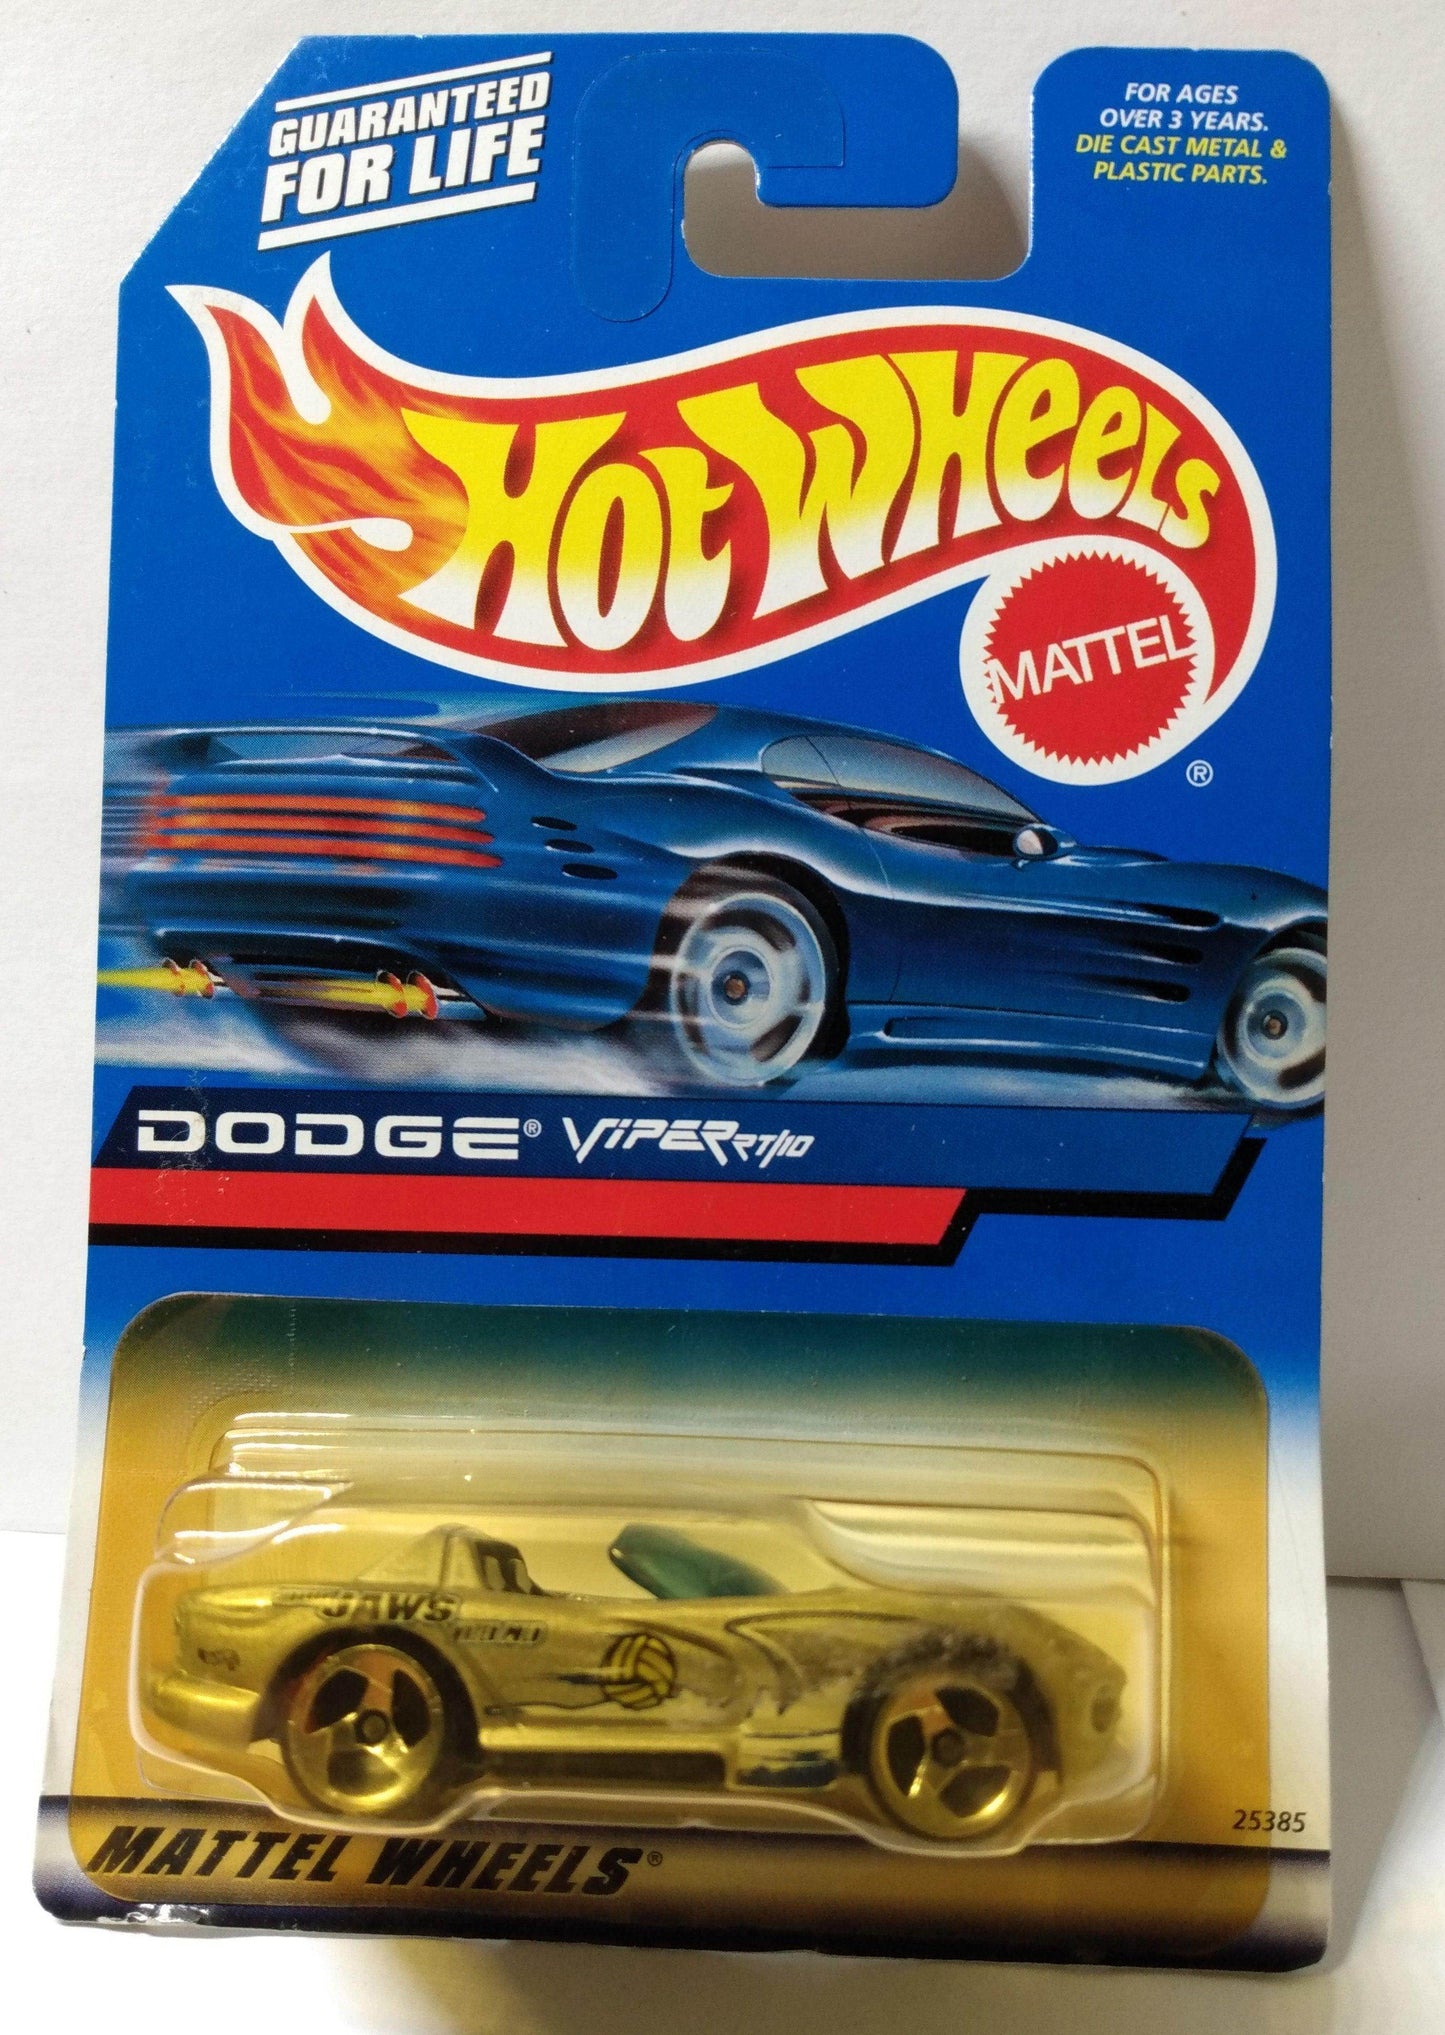 GUARANTEED
FOR LIFE
FOR AGES
OVER 3 YEARS.
DIE CAST METAL &
PLASTIC PARTS.
HOT WHEELS
MATTEL
®
DODGE® VIPER RT/10
JAWS
25385
MATTEL WHEELS®